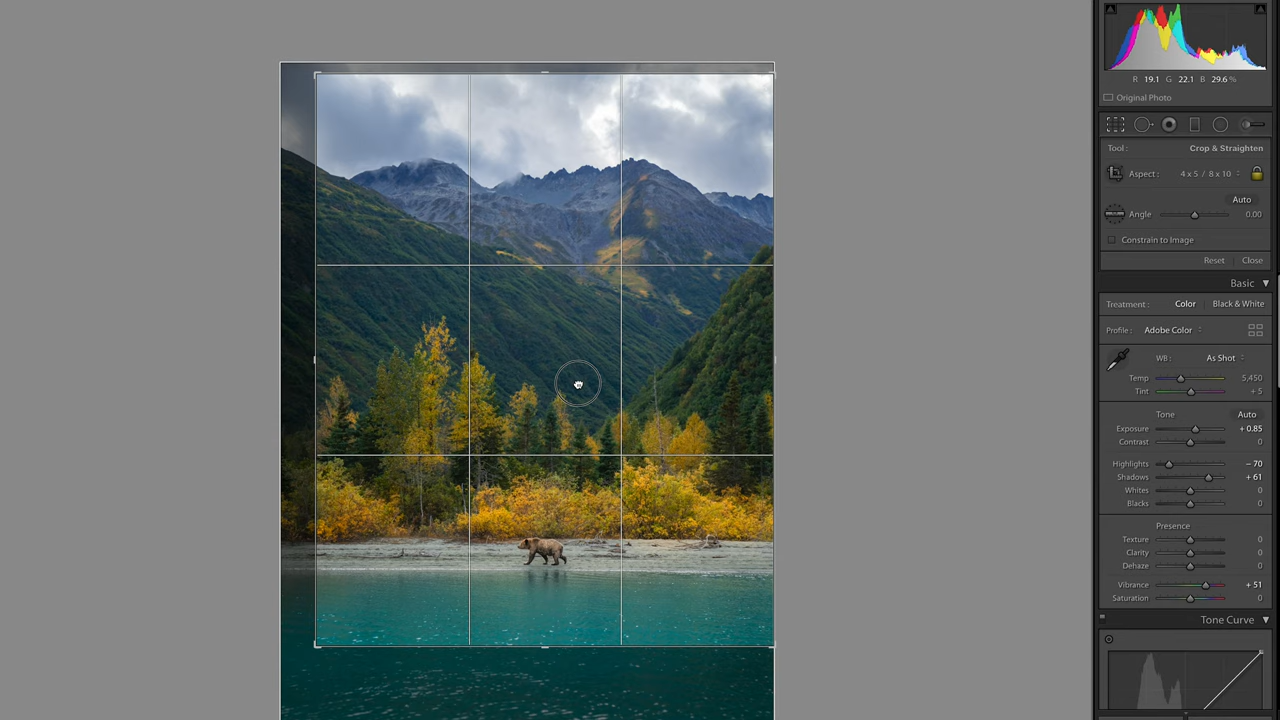 R 19.1 G 22.1 B 29.6 %
Original Photo
Tool : Crop & Straighten
Aspect : 4 x 5 / 8 x 10
Auto
Angle 0.00
Constrain to Image
Reset Close
Basic
Treatment : Color Black & White
Profile : Adobe Color
WB : As Shot
Temp 5,450
Tint + 5
Tone Auto
Exposure + 0.85
Contrast 0
Highlights − 70
Shadows + 61
Whites 0
Blacks 0
Presence
Texture 0
Clarity 0
Dehaze 0
Vibrance + 51
Saturation 0
Tone Curve